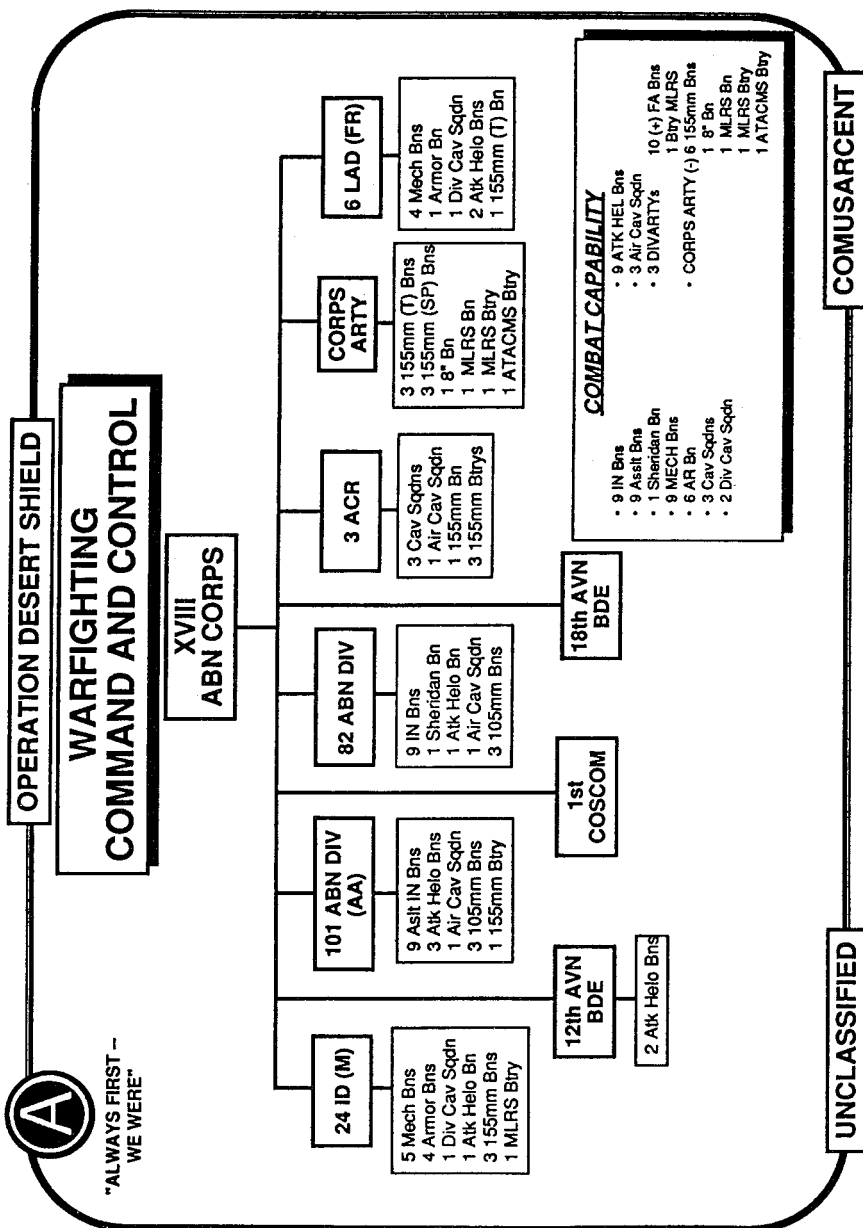 OPERATION DESERT SHIELD
A
"ALWAYS FIRST –
WE WERE"
WARFIGHTING
COMMAND AND CONTROL
XVIII
ABN CORPS
24 ID (M)
5 Mech Bns
4 Armor Bns
1 Div Cav Sqdn
1 Atk Helo Bn
3 155mm Bns
1 MLRS Btry
101 ABN DIV
(AA)
9 Aslt IN Bns
3 Atk Helo Bns
1 Air Cav Sqdn
3 105mm Bns
1 155mm Btry
82 ABN DIV
9 IN Bns
1 Sheridan Bn
1 Atk Helo Bn
1 Air Cav Sqdn
3 105mm Bns
3 ACR
3 Cav Sqdns
1 Air Cav Sqdn
1 155mm Bn
3 155mm Btrys
CORPS
ARTY
3 155mm (T) Bns
3 155mm (SP) Bns
1 8" Bn
1 MLRS Bn
1 MLRS Btry
1 ATACMS Btry
6 LAD (FR)
4 Mech Bns
1 Armor Bn
1 Div Cav Sqdn
2 Atk Helo Bns
1 155mm (T) Bn
12th AVN
BDE
2 Atk Helo Bns
1st
COSCOM
18th AVN
BDE
COMBAT CAPABILITY
• 9 IN Bns
• 9 Asslt Bns
• 1 Sheridan Bn
• 9 MECH Bns
• 6 AR Bn
• 3 Cav Sqdns
• 2 Div Cav Sqdn
• 9 ATK HEL Bns
• 3 Air Cav Sqdn
• 3 DIVARTYs 10 (+) FA Bns
1 Btry MLRS
• CORPS ARTY (-) 6 155mm Bns
1 8" Bn
1 MLRS Bn
1 MLRS Btry
1 ATACMS Btry
UNCLASSIFIED
COMUSARCENT